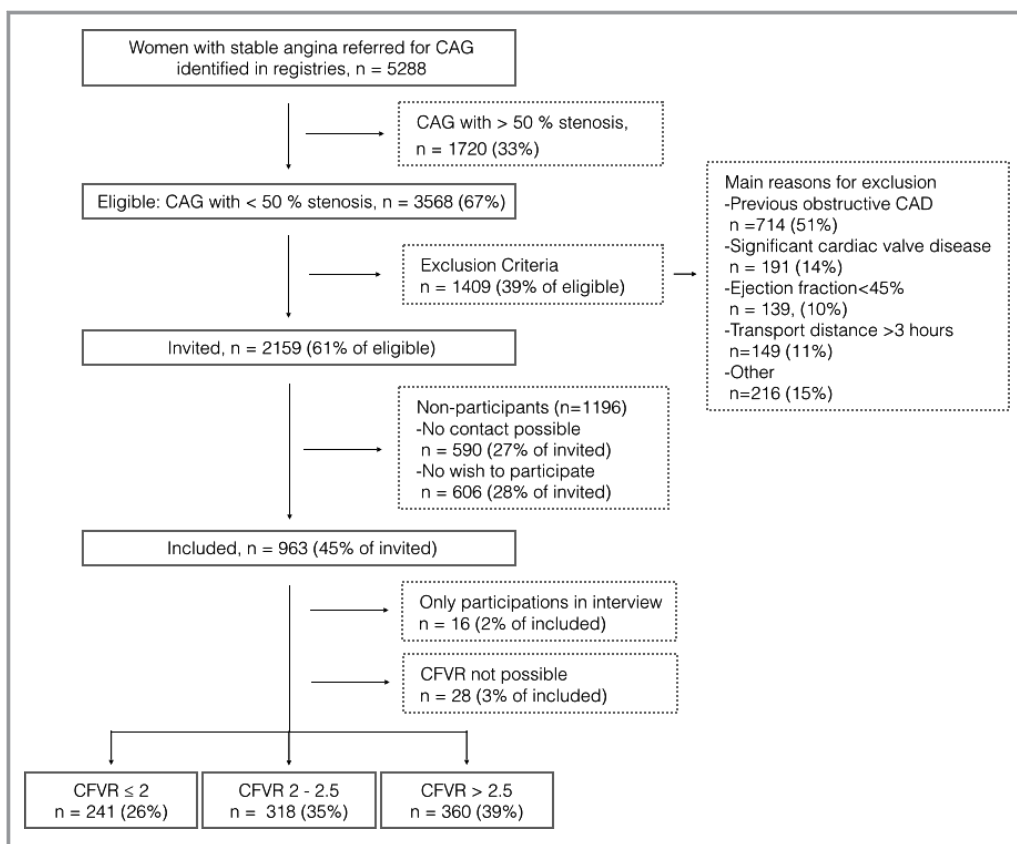 Women with stable angina referred for CAG
identified in registries, n = 5288
CAG with > 50 % stenosis,
n = 1720 (33%)
Eligible: CAG with < 50 % stenosis, n = 3568 (67%)
Exclusion Criteria
n = 1409 (39% of eligible)
Main reasons for exclusion
-Previous obstructive CAD
n =714 (51%)
-Significant cardiac valve disease
n = 191 (14%)
-Ejection fraction<45%
n = 139, (10%)
-Transport distance >3 hours
n=149 (11%)
-Other
n=216 (15%)
Invited, n = 2159 (61% of eligible)
Non-participants (n=1196)
-No contact possible
n = 590 (27% of invited)
-No wish to participate
n = 606 (28% of invited)
Included, n = 963 (45% of invited)
Only participations in interview
n = 16 (2% of included)
CFVR not possible
n = 28 (3% of included)
CFVR ≤ 2
n = 241 (26%)
CFVR 2 - 2.5
n = 318 (35%)
CFVR > 2.5
n = 360 (39%)